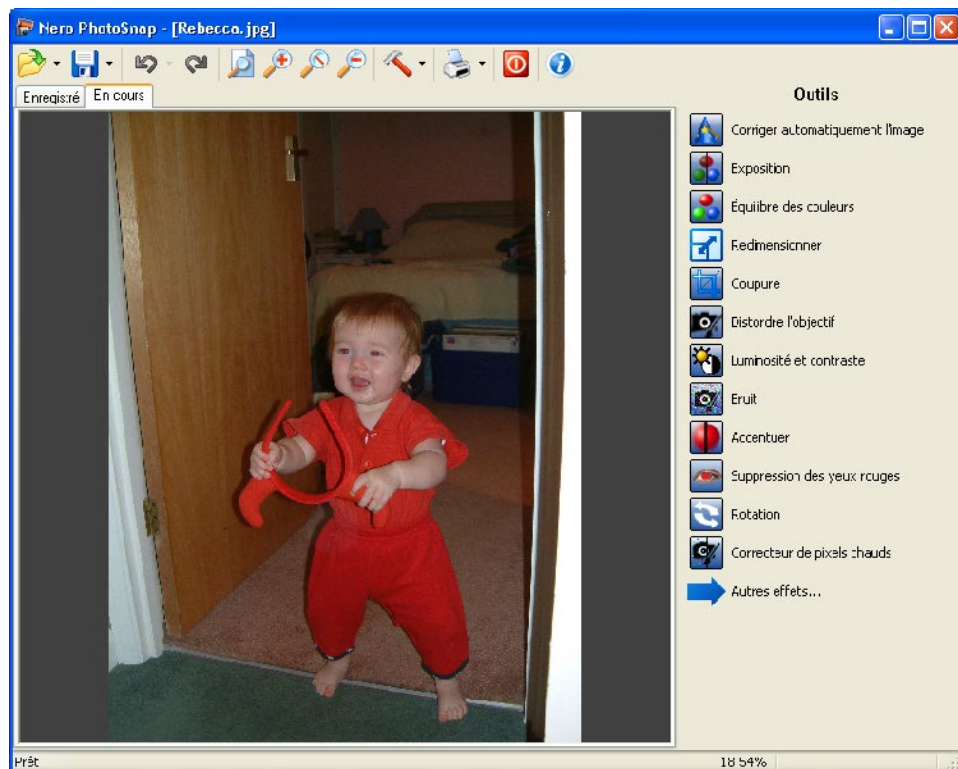 Nero PhotoSnap - [Rebecca.jpg]
Enregistré
En cours
Outils
Corriger automatiquement l'image
Exposition
Équilibre des couleurs
Redimensionner
Coupure
Distordre l'objectif
Luminosité et contraste
Bruit
Accentuer
Suppression des yeux rouges
Rotation
Correcteur de pixels chauds
Autres effets...
Prêt
18.54%